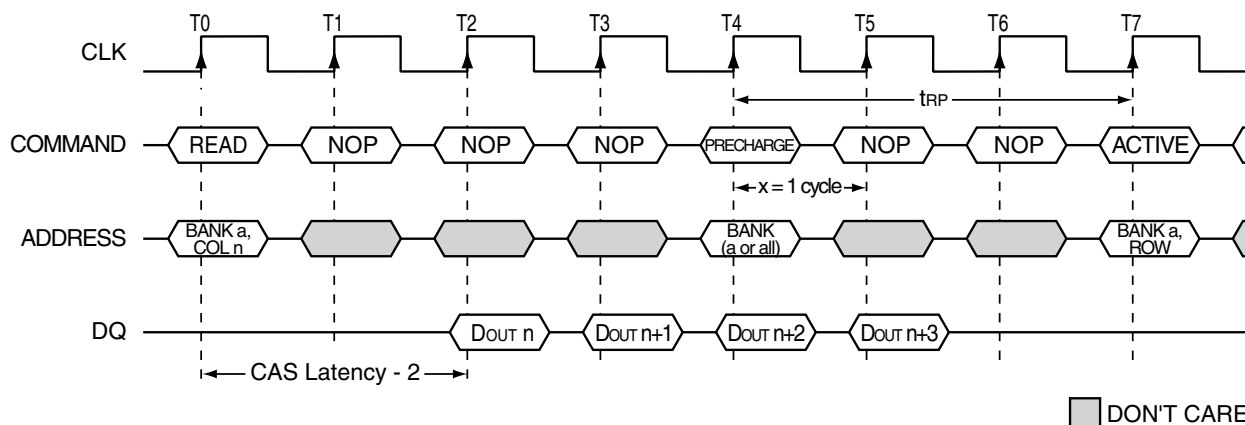 T0 T1 T2 T3 T4 T5 T6 T7
CLK
tRP
COMMAND READ NOP NOP NOP PRECHARGE NOP NOP ACTIVE
x = 1 cycle
ADDRESS BANK a, COL n BANK (a or all) BANK a, ROW
DQ DOUT n DOUT n+1 DOUT n+2 DOUT n+3
CAS Latency - 2
DON'T CARE